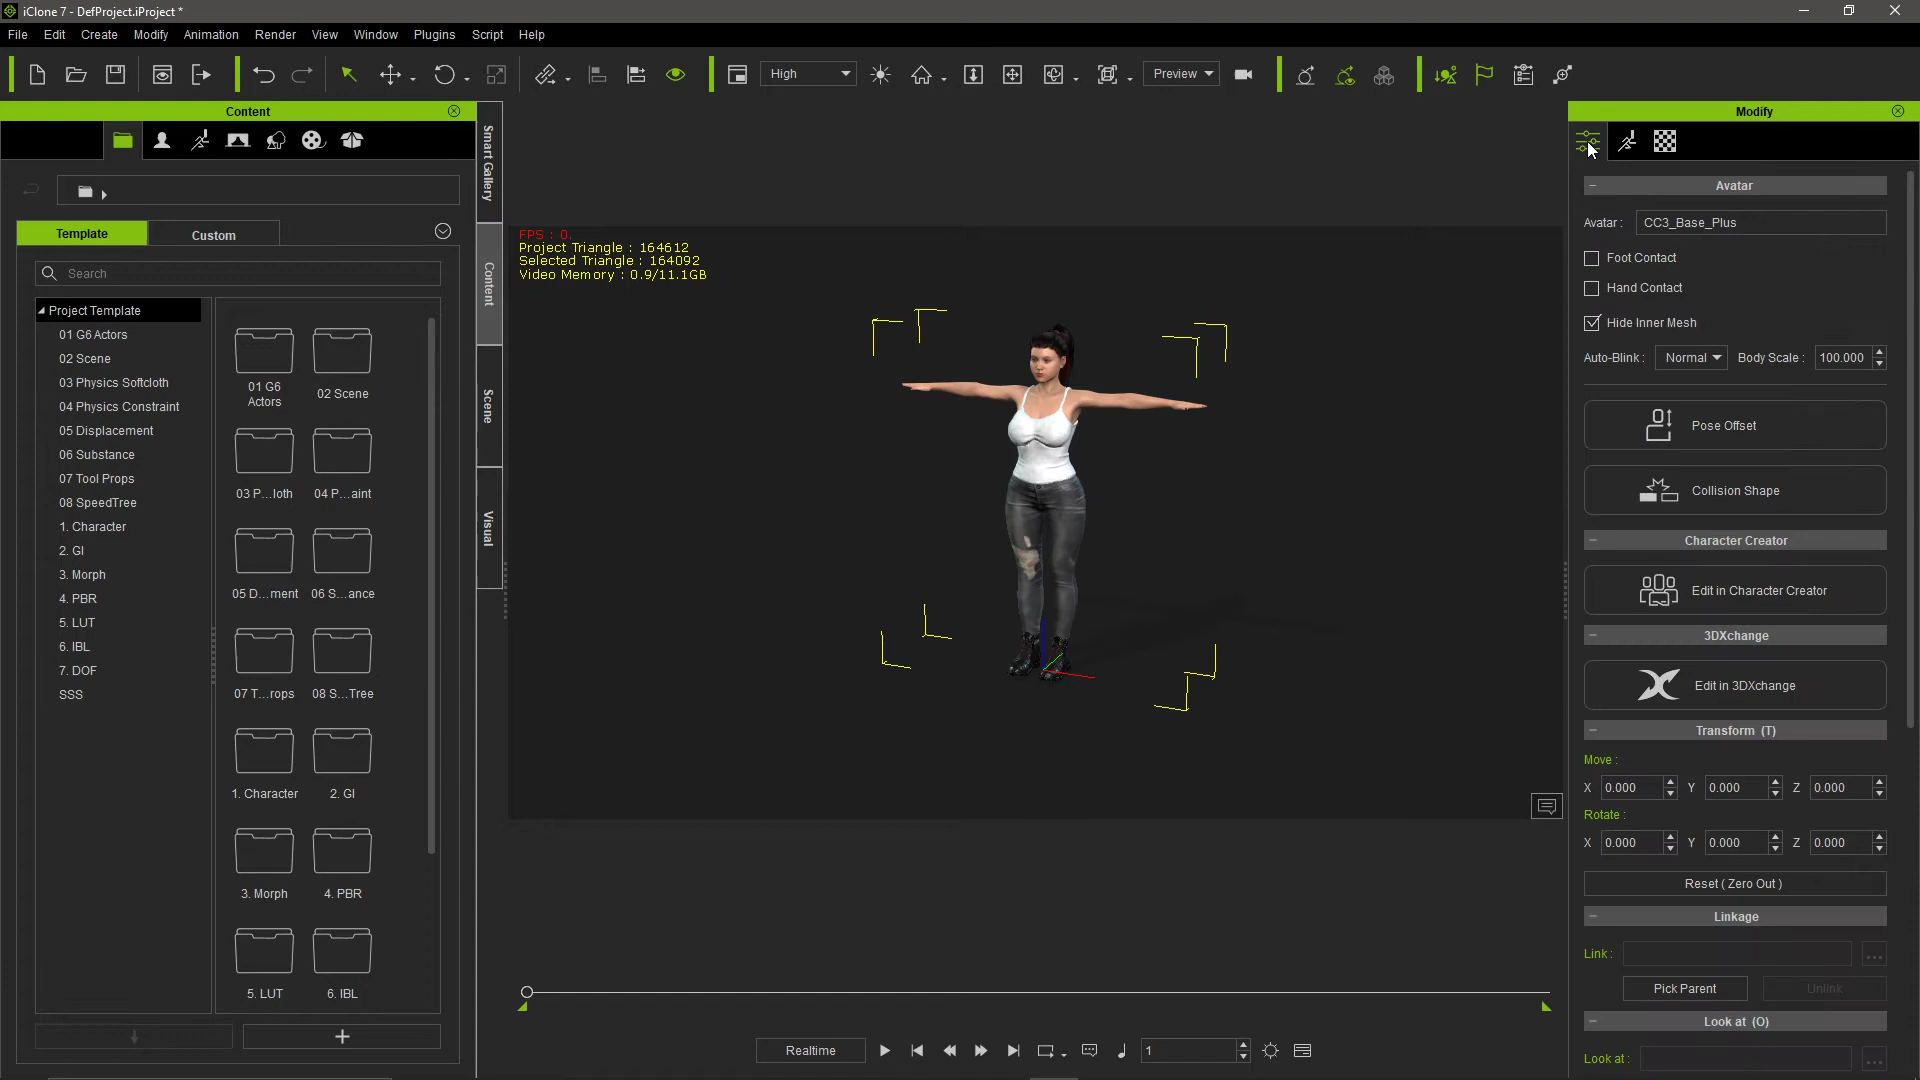 iClone 7 - DefProject.iProject *
File Edit Create Modify Animation Render View Window Plugins Script Help
High
Preview
Content
Modify
Smart Gallery
Content
Scene
Visual
Template
Custom
Search
Project Template
01 G6 Actors
02 Scene
03 Physics Softcloth
04 Physics Constraint
05 Displacement
06 Substance
07 Tool Props
08 SpeedTree
1. Character
2. GI
3. Morph
4. PBR
5. LUT
6. IBL
7. DOF
SSS
01 G6
Actors
02 Scene
03 P...loth
04 P...aint
05 D...ment
06 S...ance
07 T...rops
08 S...Tree
1. Character
2. GI
3. Morph
4. PBR
5. LUT
6. IBL
FPS : 0.
Project Triangle : 164612
Selected Triangle : 164092
Video Memory : 0.9/11.1GB
Realtime
1
Avatar
Avatar : CC3_Base_Plus
Foot Contact
Hand Contact
Hide Inner Mesh
Auto-Blink : Normal Body Scale : 100.000
Pose Offset
Collision Shape
Character Creator
Edit in Character Creator
3DXchange
Edit in 3DXchange
Transform (T)
Move :
X 0.000 Y 0.000 Z 0.000
Rotate :
X 0.000 Y 0.000 Z 0.000
Reset ( Zero Out )
Linkage
Link : ...
Pick Parent Unlink
Look at (O)
Look at : ...